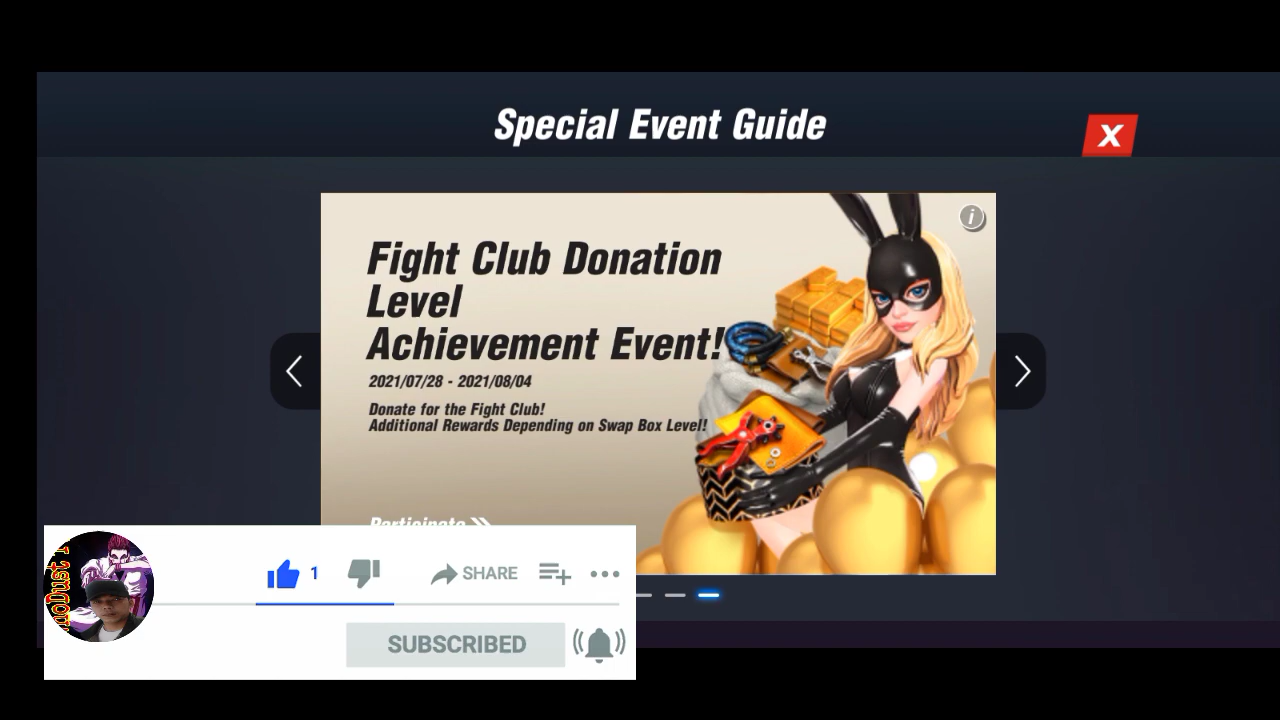 Special Event Guide
X
i
Fight Club Donation
Level
Achievement Event!
2021/07/28 - 2021/08/04
Donate for the Fight Club!
Additional Rewards Depending on Swap Box Level!
Participate
1
SHARE
SUBSCRIBED